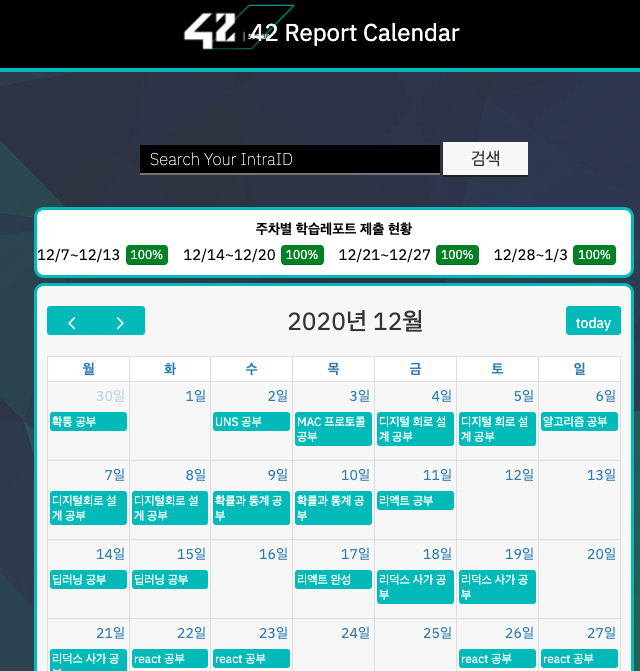 42 42 Report Calendar
Search Your IntraID 검색
주차별 학습레포트 제출 현황
12/7~12/13 100% 12/14~12/20 100% 12/21~12/27 100% 12/28~1/3 100%
2020년 12월 today
월 화 수 목 금 토 일
30일 1일 2일 3일 4일 5일 6일
확통 공부
UNS 공부
MAC 프로토콜
공부
디지털 회로 설
계 공부
디지털 회로 설
계 공부
알고리즘 공부
7일 8일 9일 10일 11일 12일 13일
디지털회로 설
게 공부
디지털회로 설
계 공부
확률과 통계 공
부
확률과 통계 공
부
리액트 공부
14일 15일 16일 17일 18일 19일 20일
딥러닝 공부
딥러닝 공부
리액트 완성
리덕스 사가 공
부
리덕스 사가 공
부
21일 22일 23일 24일 25일 26일 27일
리덕스 사가 공
react 공부
react 공부
react 공부
react 공부